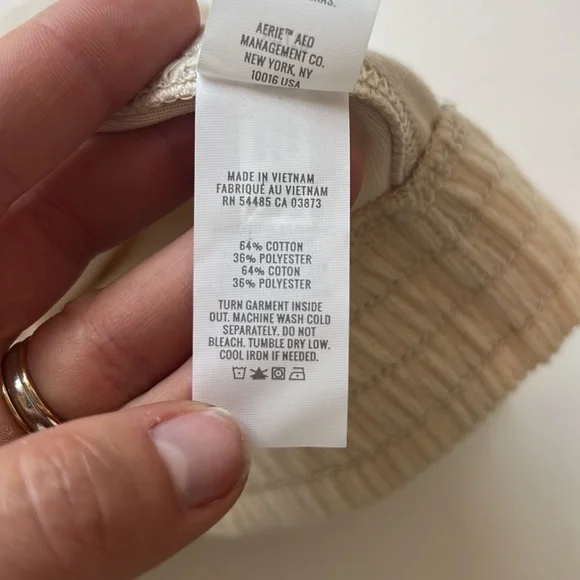 AERIE™ AEO
MANAGEMENT CO.
NEW YORK, NY
10016 USA
MADE IN VIETNAM
FABRIQUÉ AU VIETNAM
RN 54485 CA 03873
64% COTTON
36% POLYESTER
64% COTON
36% POLYESTER
TURN GARMENT INSIDE
OUT. MACHINE WASH COLD
SEPARATELY. DO NOT
BLEACH. TUMBLE DRY LOW.
COOL IRON IF NEEDED.